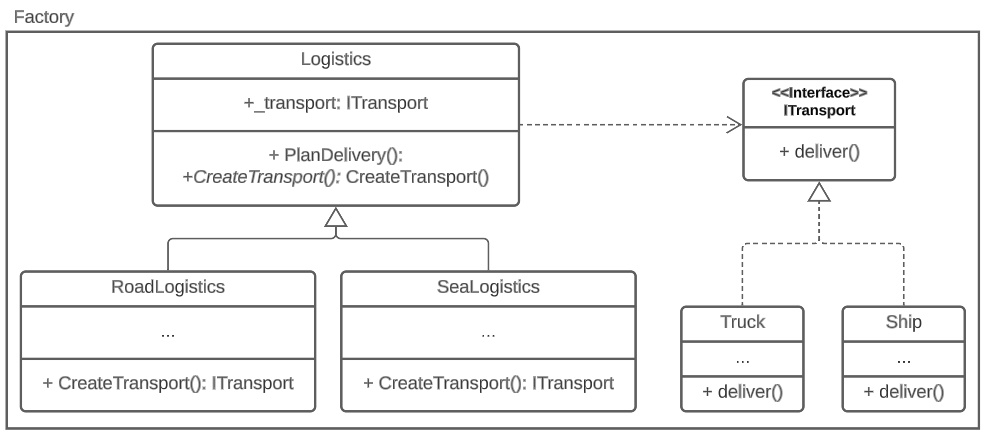 Factory
Logistics
+_transport: ITransport
+ PlanDelivery():
+CreateTransport(): CreateTransport()
<<Interface>>
ITransport
+ deliver()
RoadLogistics
...
+ CreateTransport(): ITransport
SeaLogistics
...
+ CreateTransport(): ITransport
Truck
...
+ deliver()
Ship
...
+ deliver()